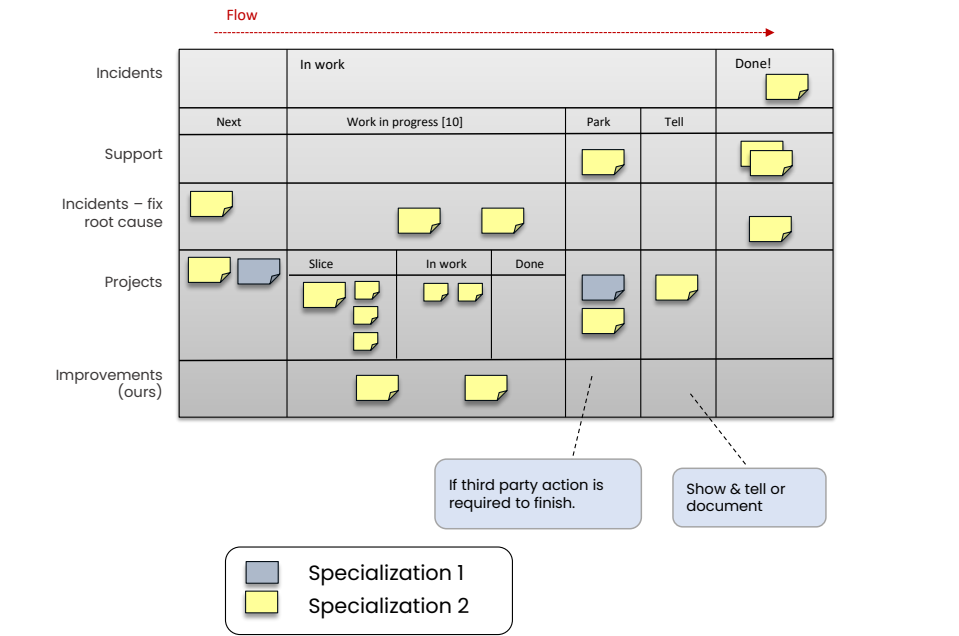 Flow
Incidents
In work
Done!
Next
Work in progress [10]
Park
Tell
Support
Incidents – fix
root cause
Projects
Slice
In work
Done
Improvements
(ours)
If third party action is
required to finish.
Show & tell or
document
Specialization 1
Specialization 2